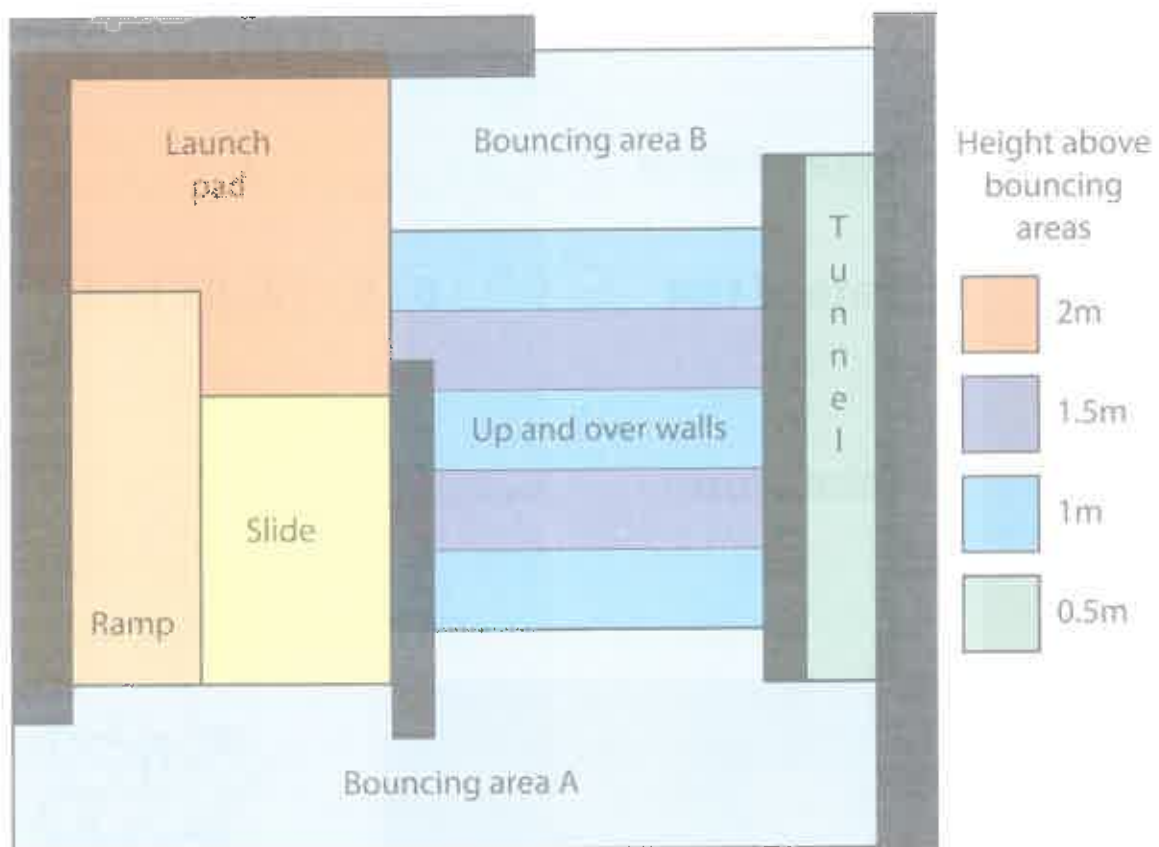 Launch
pad
Bouncing area B
Tunnel
Up and over walls
Slide
Ramp
Bouncing area A
Height above
bouncing
areas
2m
1.5m
1m
0.5m